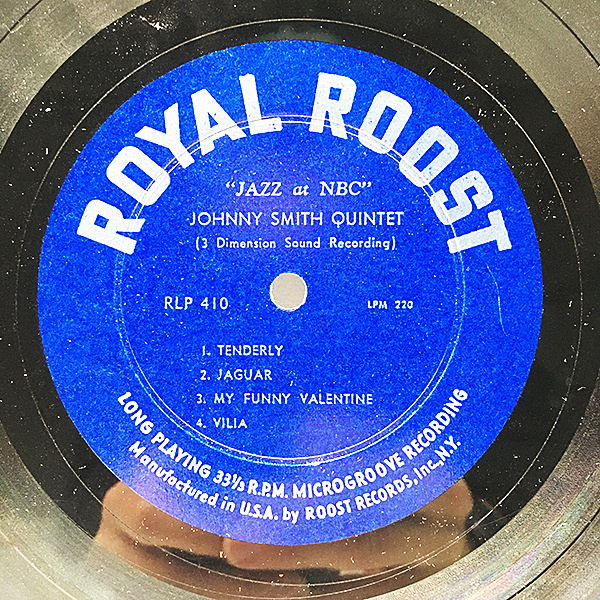 ROYAL ROOST
"JAZZ at NBC"
JOHNNY SMITH QUINTET
(3 Dimension Sound Recording)
RLP 410
LPM 220
1. TENDERLY
2. JAGUAR
3. MY FUNNY VALENTINE
4. VILIA
LONG PLAYING 33⅓ R.P.M. MICROGROOVE RECORDING
Manufactured in U.S.A. by ROOST RECORDS, Inc., N.Y.